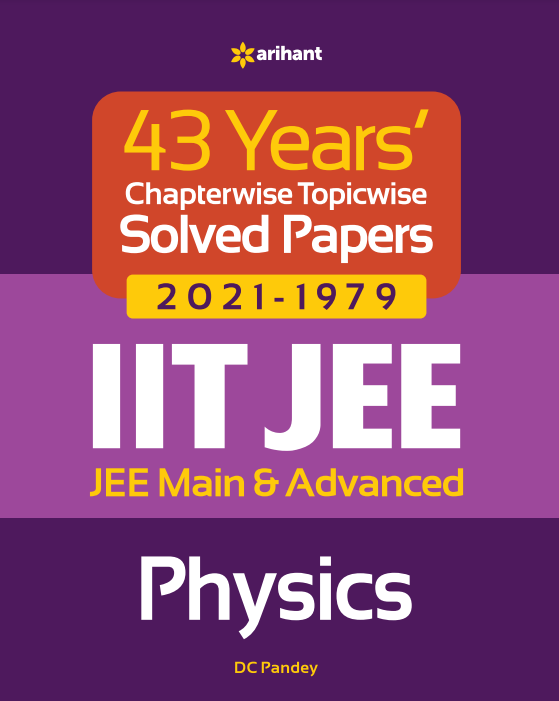 arihant
43 Years'
Chapterwise Topicwise
Solved Papers
2021-1979
IIT JEE
JEE Main & Advanced
Physics
DC Pandey